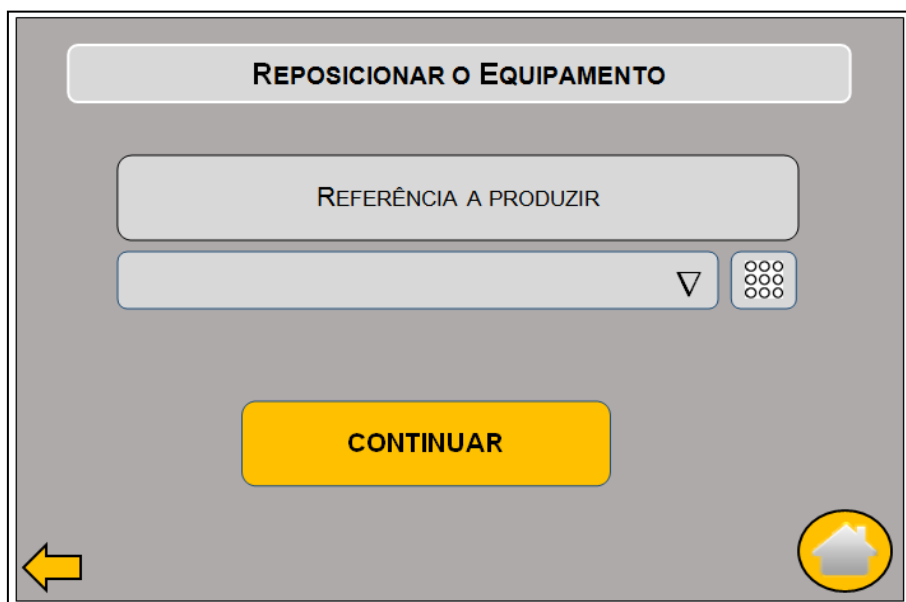 REPOSICIONAR O EQUIPAMENTO
REFERÊNCIA A PRODUZIR
CONTINUAR